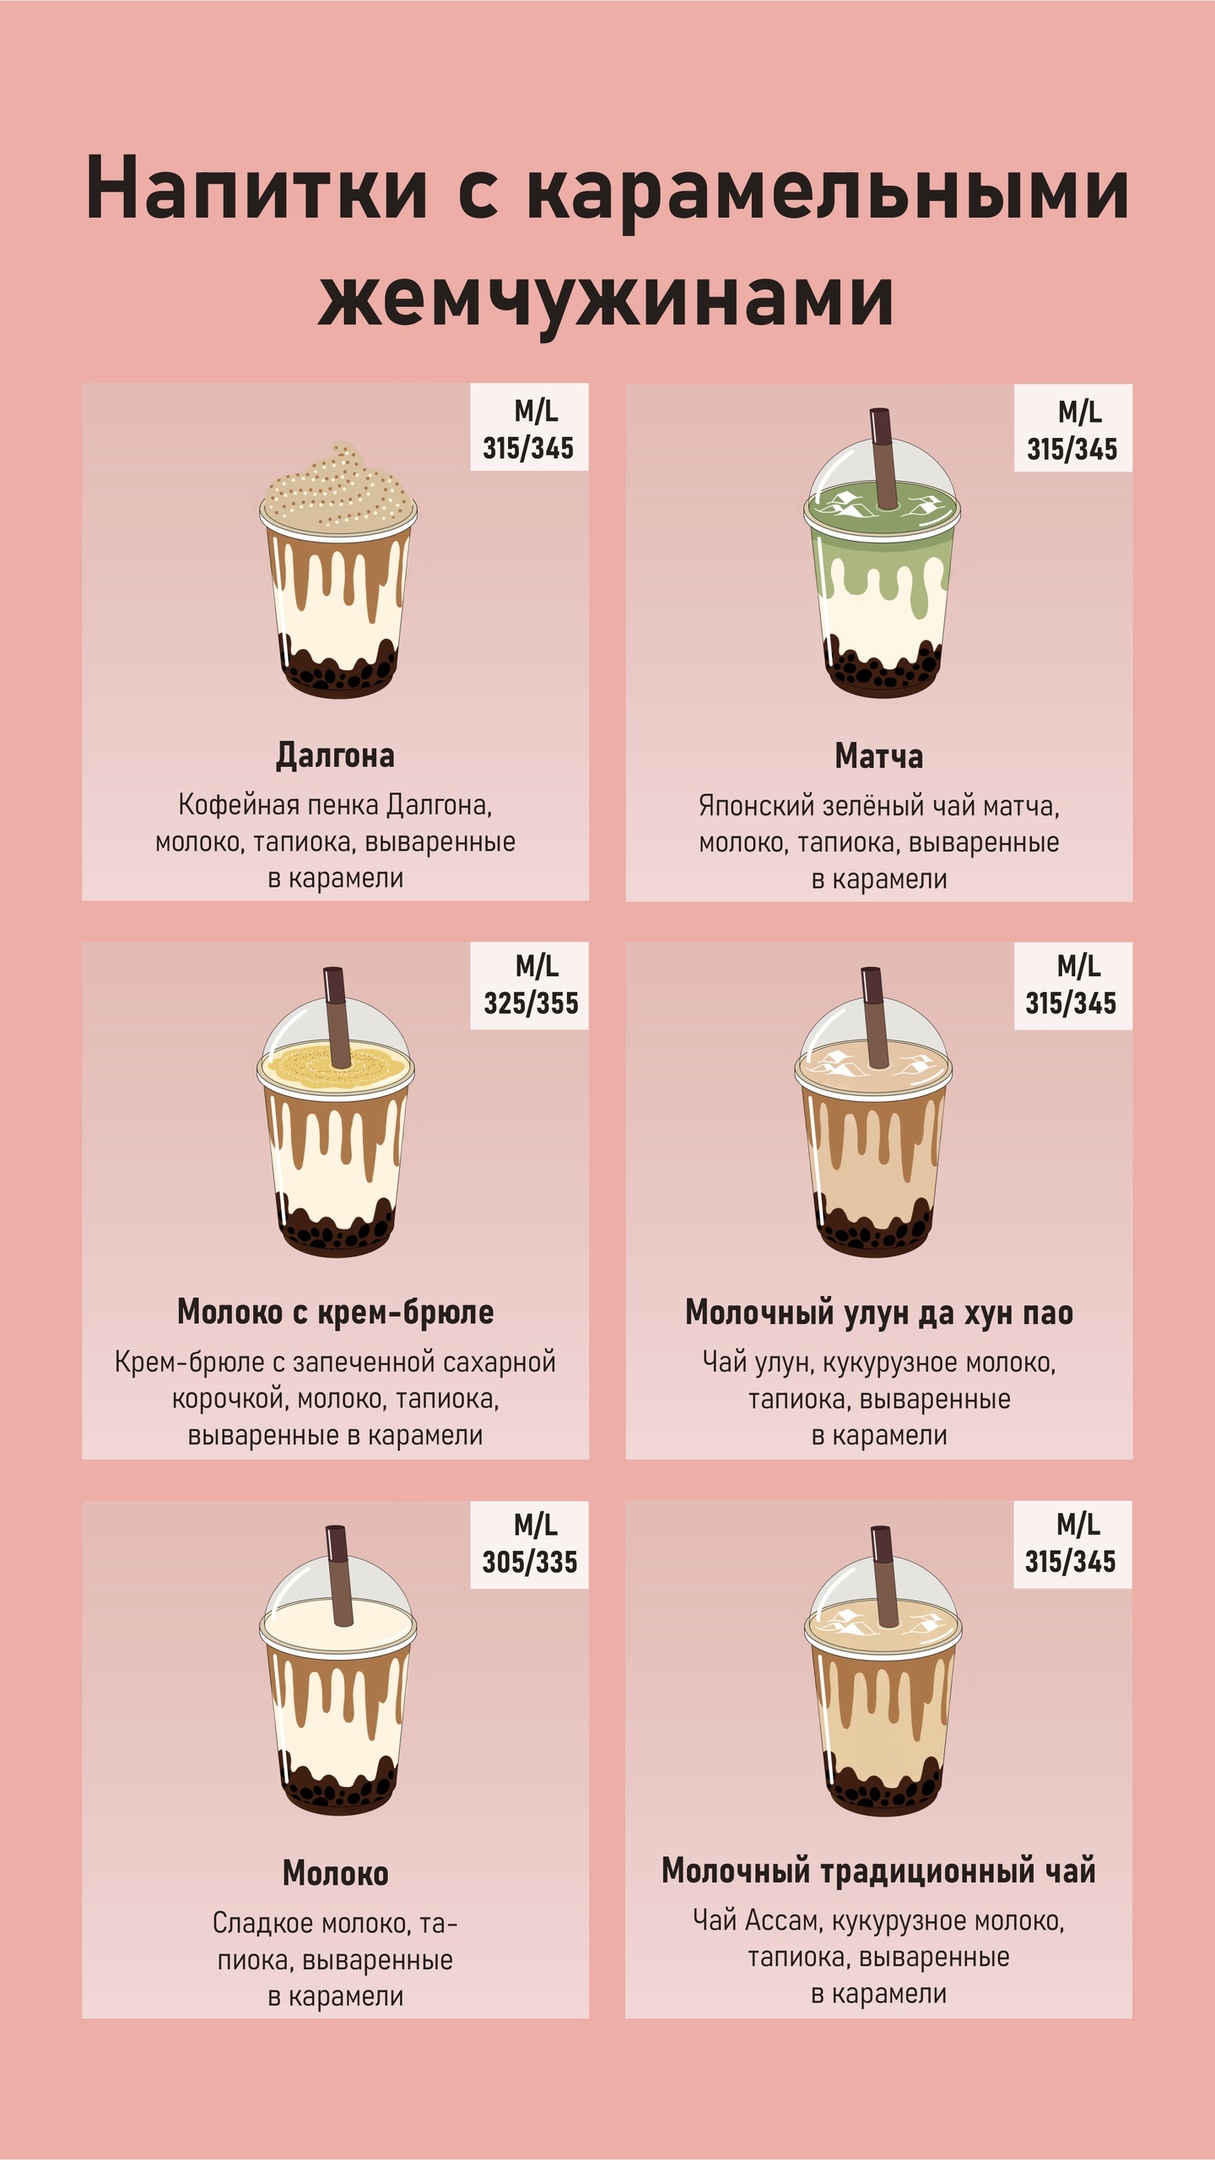 Напитки с карамельными
жемчужинами
M/L
315/345
Далгона
Кофейная пенка Далгона,
молоко, тапиока, вываренные
в карамели
M/L
315/345
Матча
Японский зелёный чай матча,
молоко, тапиока, вываренные
в карамели
M/L
325/355
Молоко с крем-брюле
Крем-брюле с запеченной сахарной
корочкой, молоко, тапиока,
вываренные в карамели
M/L
315/345
Молочный улун да хун пао
Чай улун, кукурузное молоко,
тапиока, вываренные
в карамели
M/L
305/335
Молоко
Сладкое молоко, та-
пиока, вываренные
в карамели
M/L
315/345
Молочный традиционный чай
Чай Ассам, кукурузное молоко,
тапиока, вываренные
в карамели